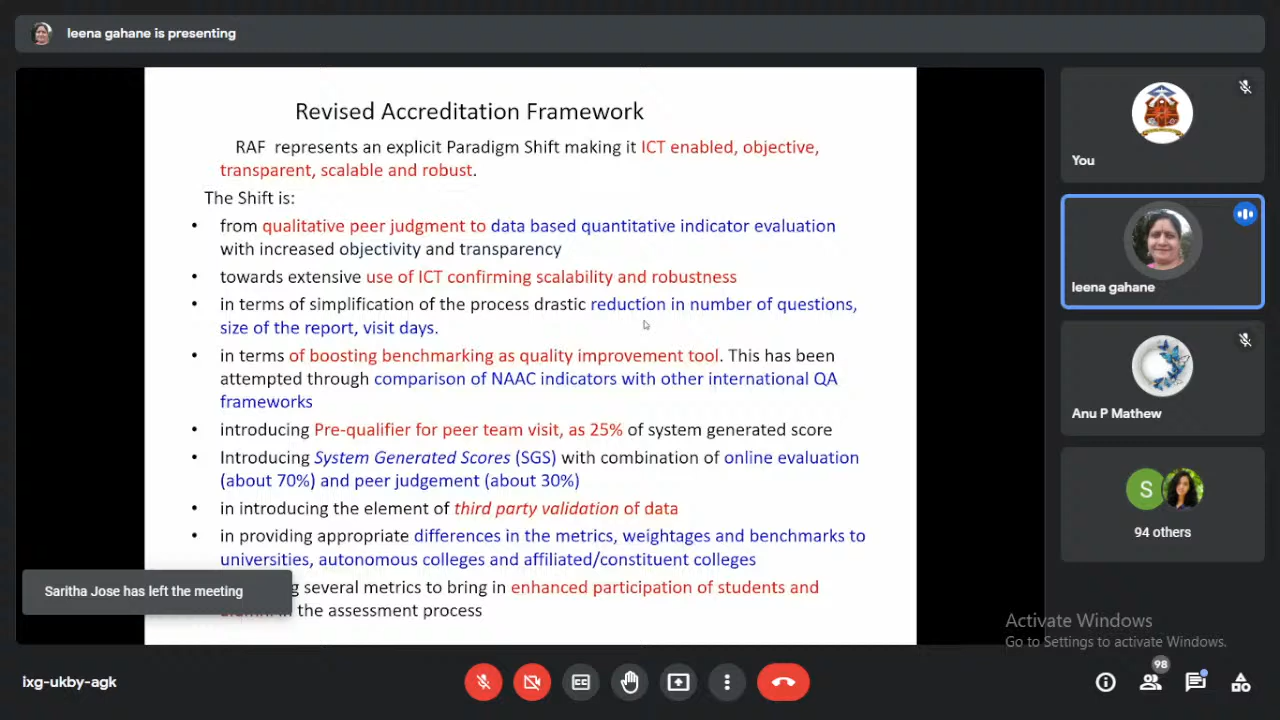 leena gahane is presenting
Revised Accreditation Framework
RAF represents an explicit Paradigm Shift making it ICT enabled, objective,
transparent, scalable and robust.
The Shift is:
• from qualitative peer judgment to data based quantitative indicator evaluation
with increased objectivity and transparency
• towards extensive use of ICT confirming scalability and robustness
• in terms of simplification of the process drastic reduction in number of questions,
size of the report, visit days.
• in terms of boosting benchmarking as quality improvement tool. This has been
attempted through comparison of NAAC indicators with other international QA
frameworks
• introducing Pre-qualifier for peer team visit, as 25% of system generated score
• Introducing System Generated Scores (SGS) with combination of online evaluation
(about 70%) and peer judgement (about 30%)
• in introducing the element of third party validation of data
• in providing appropriate differences in the metrics, weightages and benchmarks to
universities, autonomous colleges and affiliated/constituent colleges
several metrics to bring in enhanced participation of students and
the assessment process
Saritha Jose has left the meeting
You
leena gahane
Anu P Mathew
S
94 others
Activate Windows
Go to Settings to activate Windows.
ixg-ukby-agk
CC
98